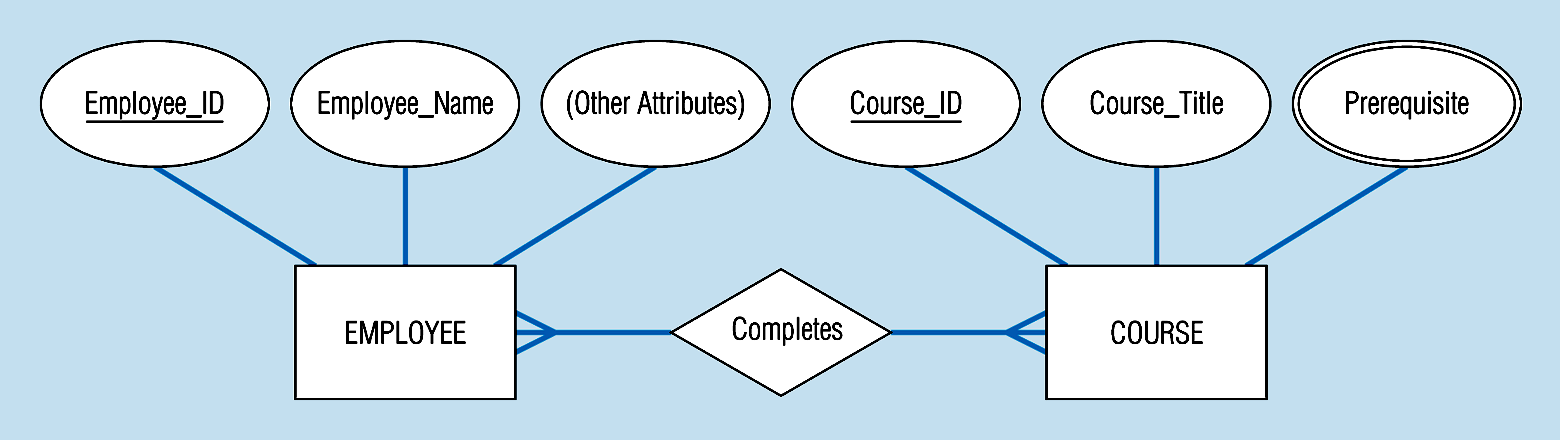 Employee_ID
Employee_Name
(Other Attributes)
Course_ID
Course_Title
Prerequisite
EMPLOYEE
Completes
COURSE